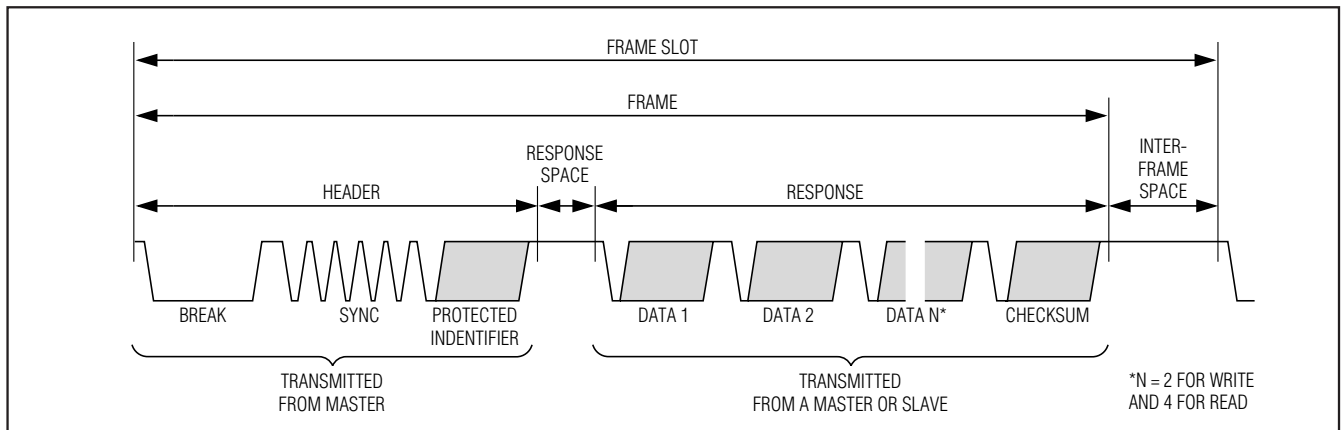 FRAME SLOT
FRAME
RESPONSE
SPACE
INTER-
FRAME
SPACE
HEADER
RESPONSE
BREAK
SYNC
PROTECTED
INDENTIFIER
DATA 1
DATA 2
DATA N*
CHECKSUM
TRANSMITTED
FROM MASTER
TRANSMITTED
FROM A MASTER OR SLAVE
*N = 2 FOR WRITE
AND 4 FOR READ